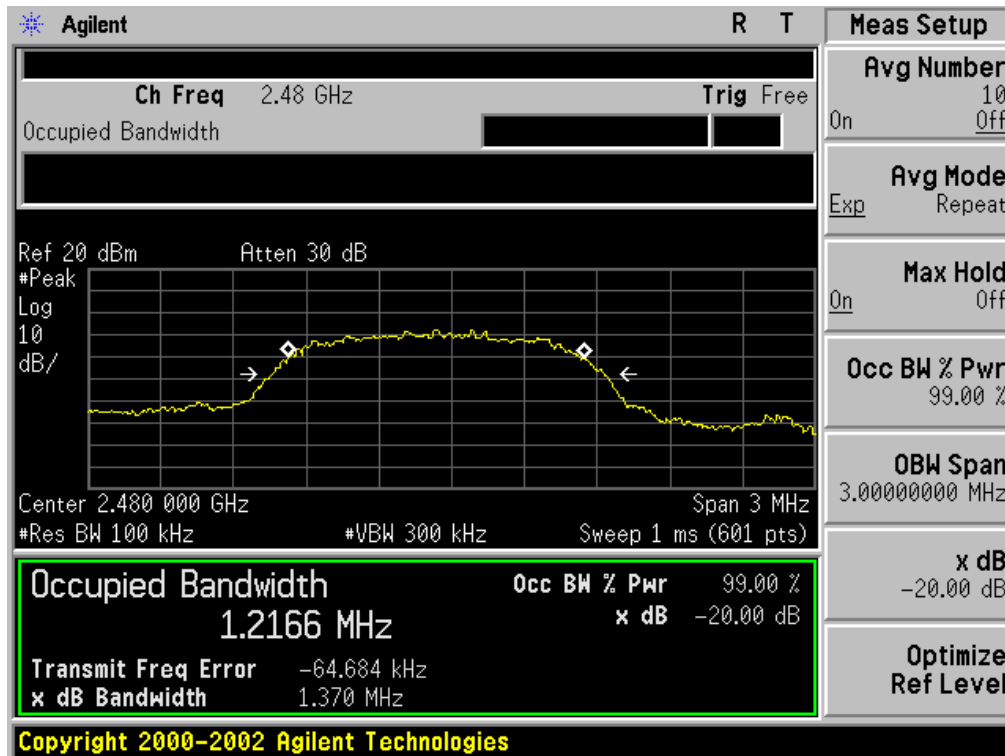 Agilent R T Meas Setup
Ch Freq 2.48 GHz Trig Free
Occupied Bandwidth
Avg Number
10
On Off
Avg Mode
Exp Repeat
Max Hold
On Off
Occ BW % Pwr
99.00 %
OBW Span
3.00000000 MHz
x dB
-20.00 dB
Optimize
Ref Level
Ref 20 dBm Atten 30 dB
#Peak
Log
10
dB/
Center 2.480 000 GHz Span 3 MHz
#Res BW 100 kHz #VBW 300 kHz Sweep 1 ms (601 pts)
Occupied Bandwidth Occ BW % Pwr 99.00 %
1.2166 MHz x dB -20.00 dB
Transmit Freq Error -64.684 kHz
x dB Bandwidth 1.370 MHz
Copyright 2000-2002 Agilent Technologies